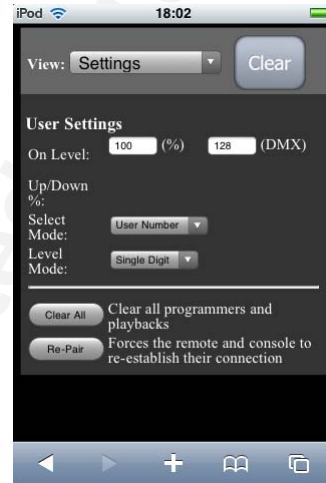 iPod 18:02
View: Settings Clear
User Settings
On Level: 100 (%) 128 (DMX)
Up/Down
%:
Select
Mode: User Number
Level
Mode: Single Digit
Clear All Clear all programmers and
playbacks
Re-Pair Forces the remote and console to
re-establish their connection